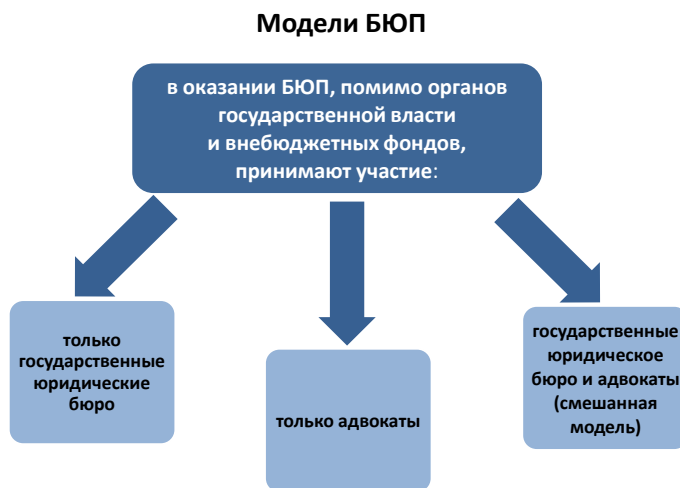 Модели БЮП
в оказании БЮП, помимо органов
государственной власти
и внебюджетных фондов,
принимают участие:
только
государственные
юридические
бюро
только адвокаты
государственные
юридическое
бюро и адвокаты
(смешанная
модель)